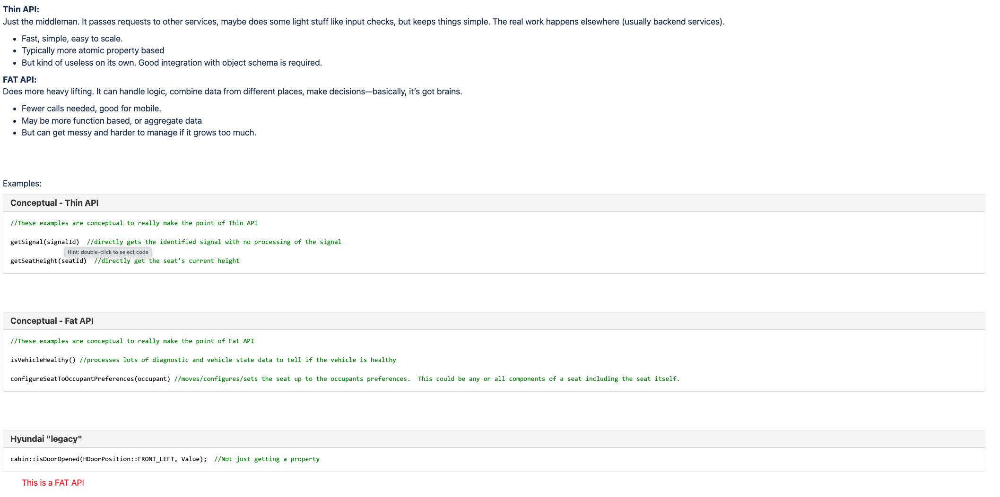 Thin API:
Just the middleman. It passes requests to other services, maybe does some light stuff like input checks, but keeps things simple. The real work happens elsewhere (usually backend services).
• Fast, simple, easy to scale.
• Typically more atomic property based
• But kind of useless on its own. Good integration with object schema is required.
FAT API:
Does more heavy lifting. It can handle logic, combine data from different places, make decisions—basically, it’s got brains.
• Fewer calls needed, good for mobile.
• May be more function based, or aggregate data
• But can get messy and harder to manage if it grows too much.
Examples:
Conceptual - Thin API
//These examples are conceptual to really make the point of Thin API
getSignal(signalId)  //directly gets the identified signal with no processing of the signal
Hint: double-click to select code
getSeatHeight(seatId)  //directly get the seat's current height
Conceptual - Fat API
//These examples are conceptual to really make the point of Fat API
isVehicleHealthy() //processes lots of diagnostic and vehicle state data to tell if the vehicle is healthy
configureSeatToOccupantPreferences(occupant) //moves/configures/sets the seat up to the occupants preferences.  This could be any or all components of a seat including the seat itself.
Hyundai "legacy"
cabin::isDoorOpened(HDoorPosition::FRONT_LEFT, Value);  //Not just getting a property
This is a FAT API